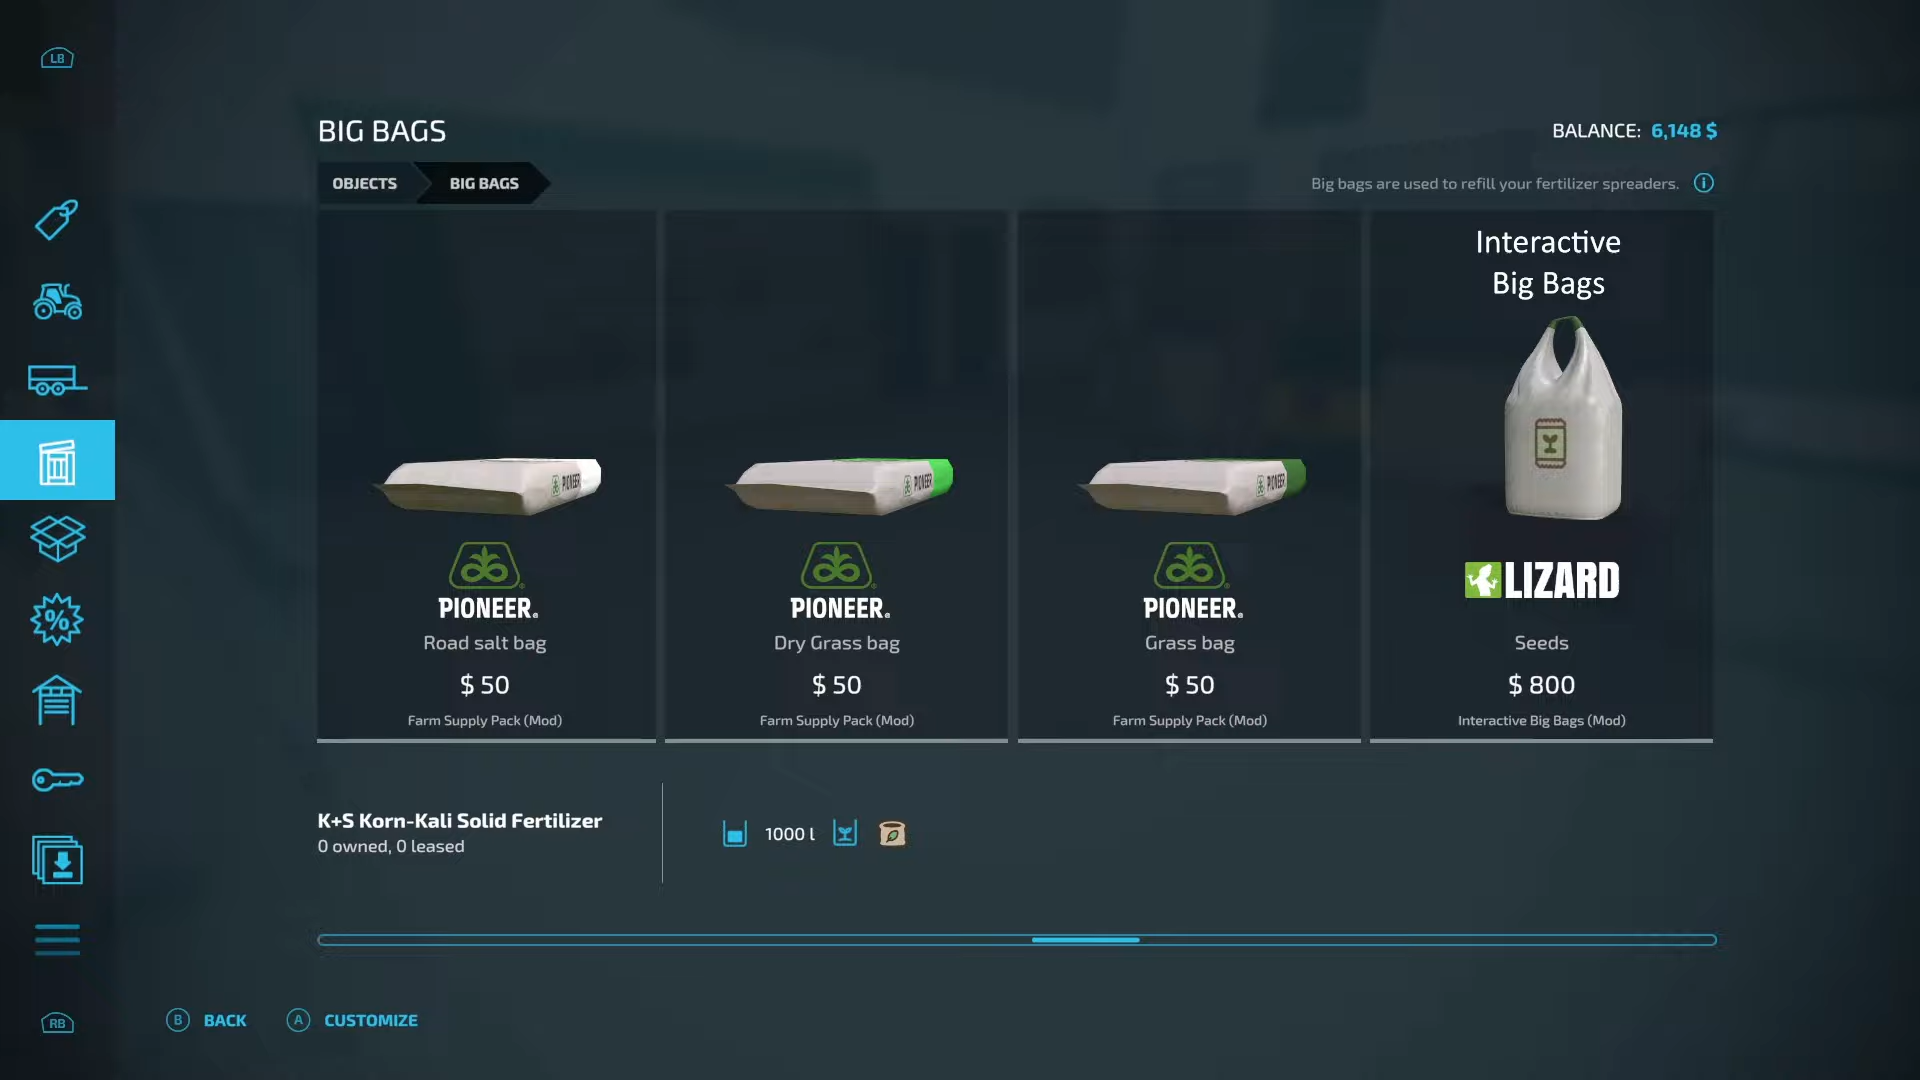 LB
BIG BAGS
BALANCE: 6,148 $
OBJECTS
BIG BAGS
Big bags are used to refill your fertilizer spreaders.
Interactive
Big Bags
PIONEER
PIONEER
PIONEER
PIONEER.
PIONEER.
PIONEER.
LIZARD
Road salt bag
Dry Grass bag
Grass bag
Seeds
$ 50
$ 50
$ 50
$ 800
Farm Supply Pack (Mod)
Farm Supply Pack (Mod)
Farm Supply Pack (Mod)
Interactive Big Bags (Mod)
K+S Korn-Kali Solid Fertilizer
0 owned, 0 leased
1000 l
RB
B BACK
A CUSTOMIZE